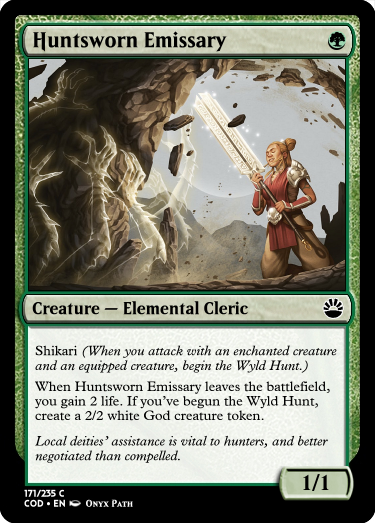 Huntsworn Emissary
Creature — Elemental Cleric
Shikari (When you attack with an enchanted creature
and an equipped creature, begin the Wyld Hunt.)
When Huntsworn Emissary leaves the battlefield,
you gain 2 life. If you've begun the Wyld Hunt,
create a 2/2 white God creature token.
Local deities' assistance is vital to hunters, and better
negotiated than compelled.
1/1
171/235 C
COD • EN Onyx Path